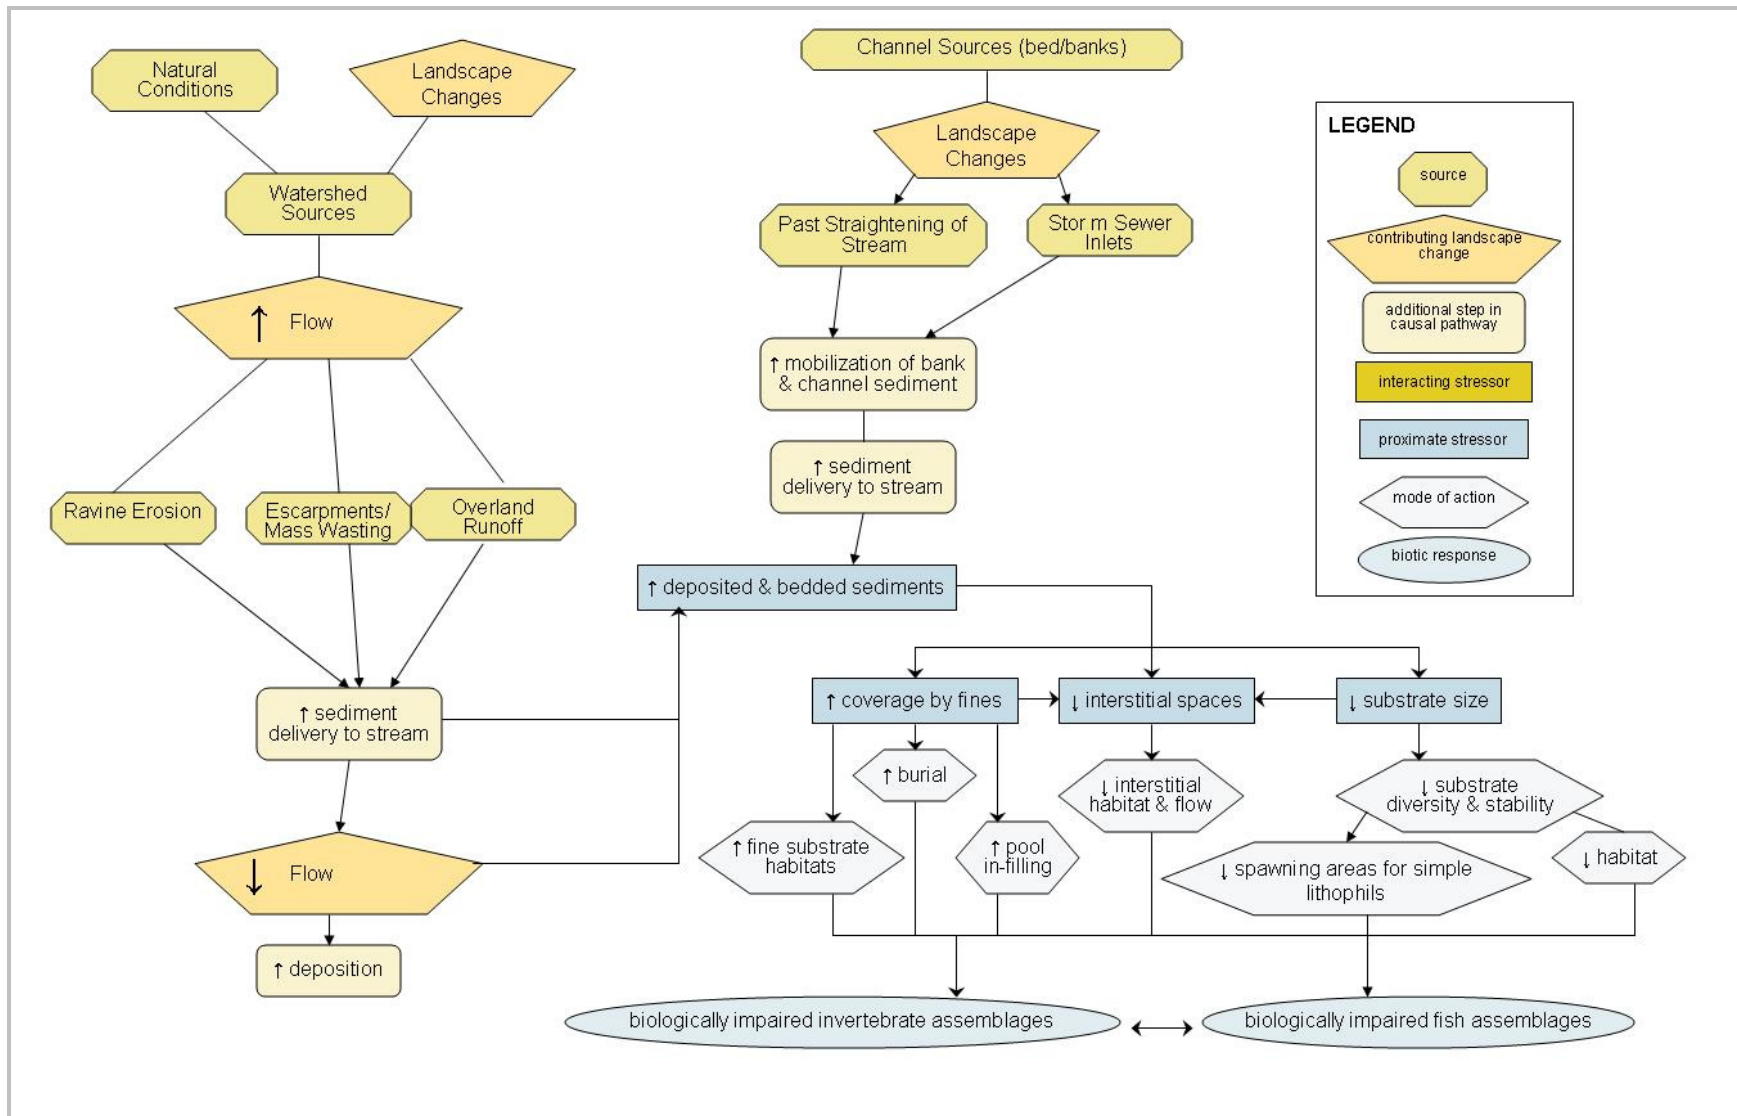 Natural
Conditions
Landscape
Changes
Watershed
Sources
↑ Flow
Ravine Erosion
Escarpments/
Mass Wasting
Overland
Runoff
↑ sediment
delivery to stream
↓ Flow
↑ deposition
Channel Sources (bed/banks)
Landscape
Changes
Past Straightening of
Stream
Stor m Sewer
Inlets
↑ mobilization of bank
& channel sediment
↑ sediment
delivery to stream
↑ deposited & bedded sediments
↑ coverage by fines
↓ interstitial spaces
↓ substrate size
↑ burial
↓ interstitial
habitat & flow
↓ substrate
diversity & stability
↑ fine substrate
habitats
↑ pool
in-filling
↓ spawning areas for simple
lithophils
↓ habitat
biologically impaired invertebrate assemblages
biologically impaired fish assemblages
LEGEND
source
contributing landscape
change
additional step in
causal pathway
interacting stressor
proximate stressor
mode of action
biotic response